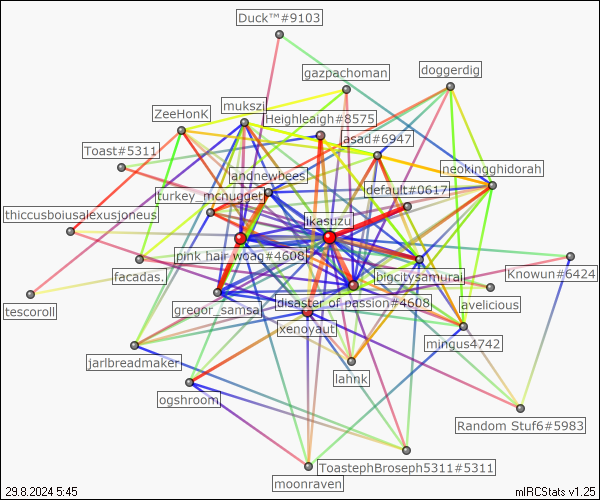 Duck™#9103
gazpachoman
doggerdig
mukszi
ZeeHonK
Heighleaigh#8575
asad#6947
Toast#5311
neokingghidorah
andnewbees
default#0617
turkey_mcnugget
thiccusboiusalexusjoneus
ikasuzu
pink hair woag#4608
bigcitysamurai
Knowun#6424
facadas.
tescoroll
disaster of passion#4608
avelicious
gregor_samsa
xenoyaut
mingus4742
jarlbreadmaker
lahnk
ogshroom
Random Stuf6#5983
ToastephBroseph5311#5311
moonraven
29.8.2024 5:45
mIRCStats v1.25